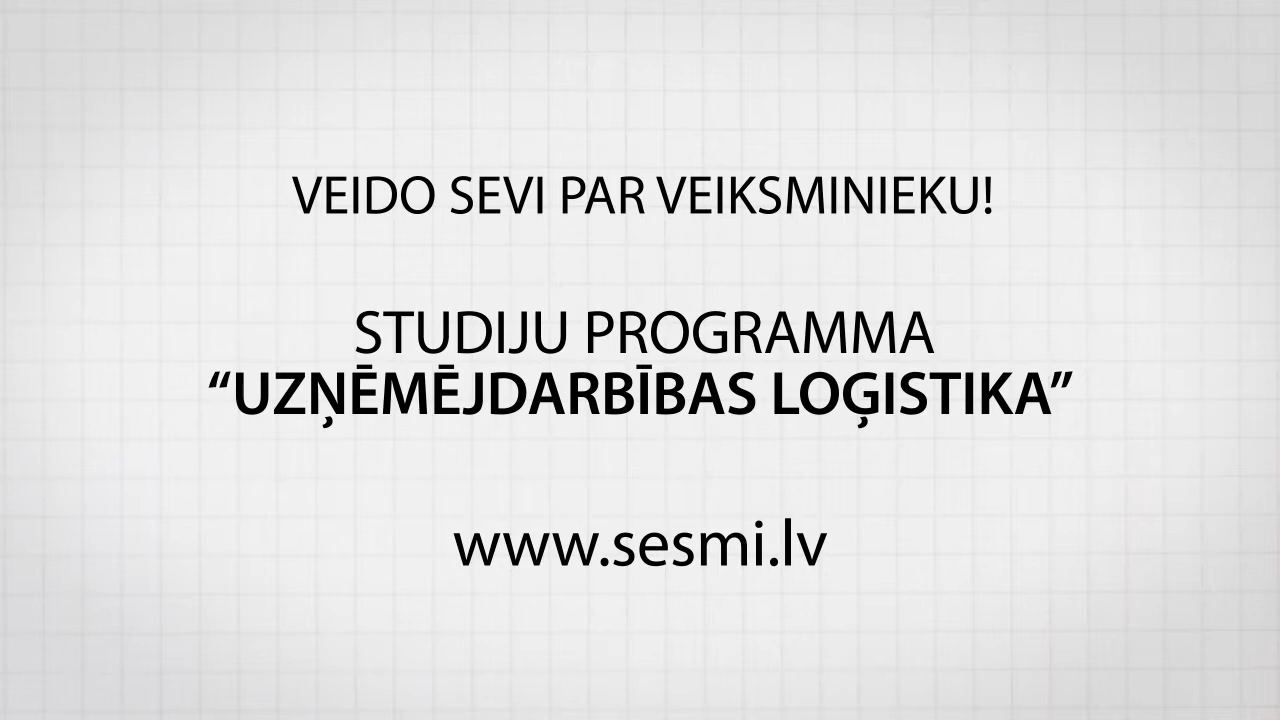 VEIDO SEVI PAR VEIKSMINIEKU!
STUDIJU PROGRAMMA
“UZŅĒMĒJDARBĪBAS LOĢISTIKA”
www.sesmi.lv